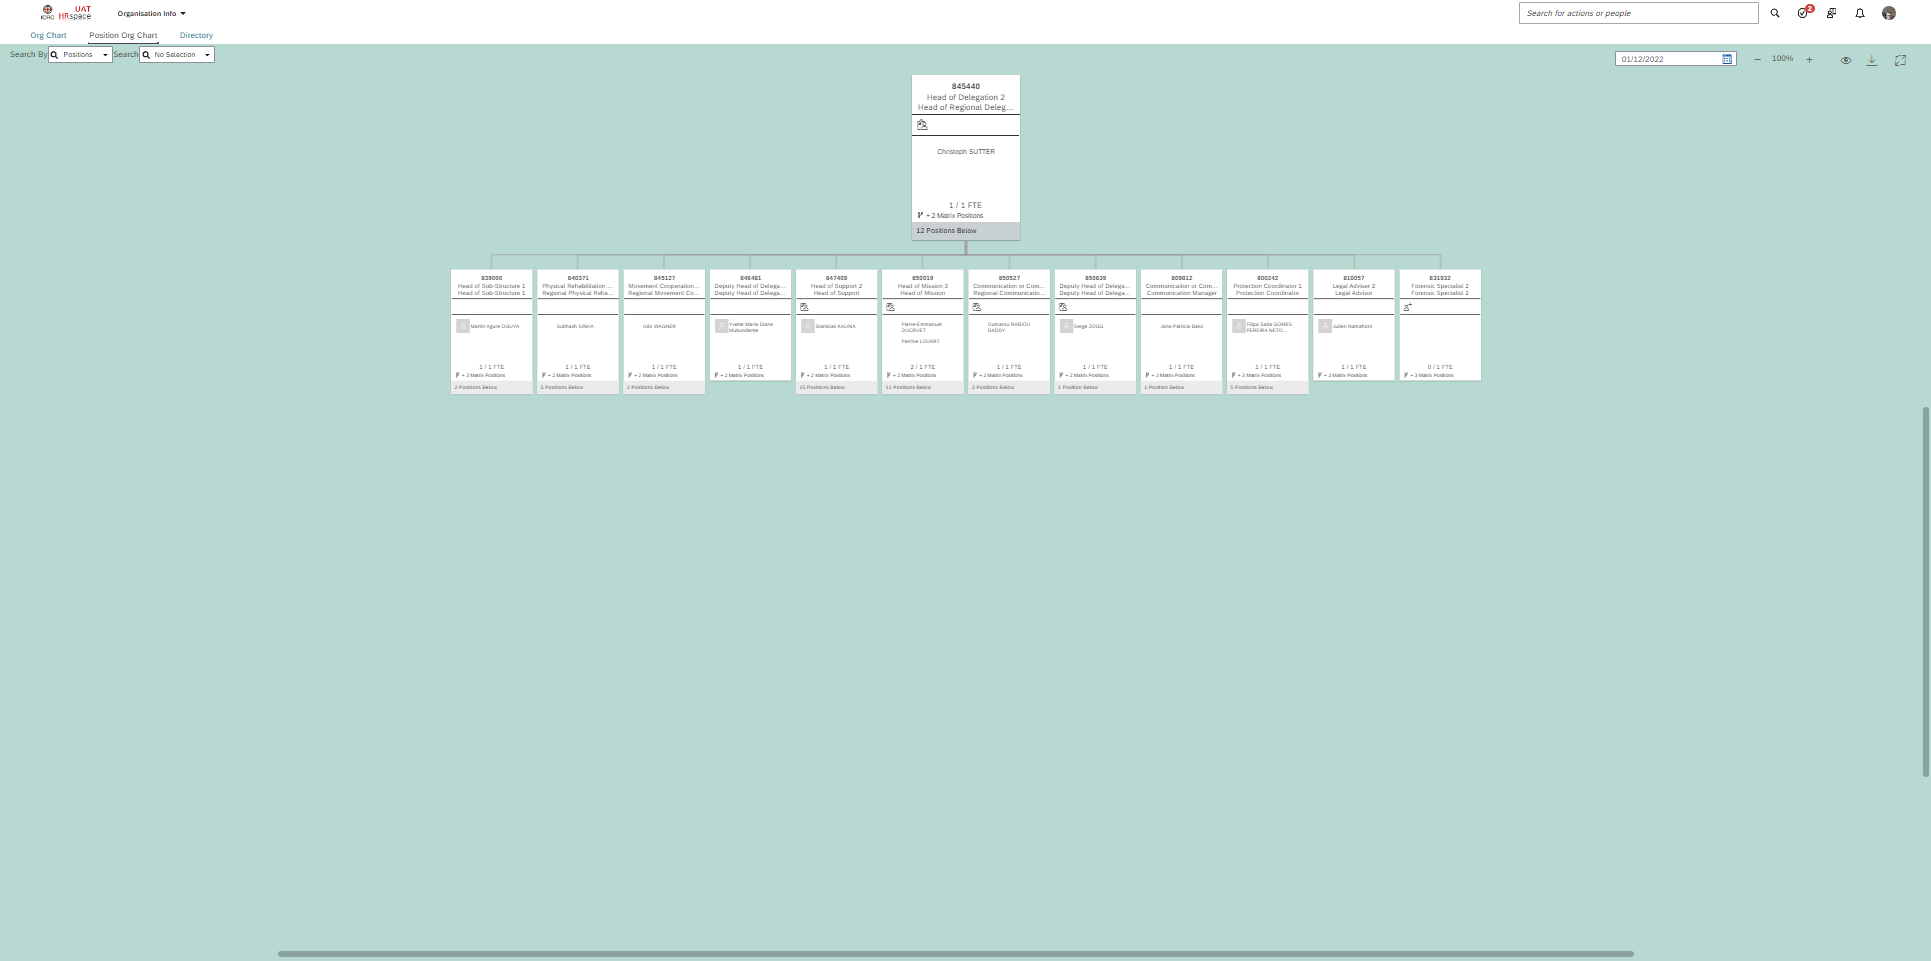 ICRC
UAT
HRspace
Organisation Info
Search for actions or people
2
Org Chart
Position Org Chart
Directory
Search By
Positions
Search
No Selection
01/12/2022
100%
845440
Head of Delegation 2
Head of Regional Deleg...
Christoph SUTTER
1 / 1 FTE
+ 2 Matrix Positions
12 Positions Below
839000
Head of Sub-Structure 1
Head of Sub-Structure 1
Martin Agure OGUYA
1 / 1 FTE
+ 3 Matrix Positions
2 Positions Below
840371
Physical Rehabilitation ...
Regional Physical Reha...
Subhash SINHA
1 / 1 FTE
+ 2 Matrix Positions
5 Positions Below
845127
Movement Cooperation...
Regional Movement Co...
Udo WAGNER
1 / 1 FTE
+ 2 Matrix Positions
2 Positions Below
846481
Deputy Head of Delega...
Deputy Head of Delega...
Yvette Marie Diane
Mukundente
1 / 1 FTE
+ 2 Matrix Positions
847409
Head of Support 2
Head of Support
Stanislas KALINA
1 / 1 FTE
+ 2 Matrix Positions
15 Positions Below
850019
Head of Mission 3
Head of Mission
Pierre-Emmanuel
DUCRUET
Perrine LOUART
2 / 1 FTE
+ 2 Matrix Positions
11 Positions Below
850527
Communication or Com...
Regional Communicatio...
Oumarou RABIOU
DADDY
1 / 1 FTE
+ 2 Matrix Positions
2 Positions Below
850639
Deputy Head of Delega...
Deputy Head of Delega...
Serge ZOGG
1 / 1 FTE
+ 2 Matrix Positions
1 Position Below
809812
Communication or Com...
Communication Manager
Jane Patricia Bako
1 / 1 FTE
+ 3 Matrix Positions
1 Position Below
800242
Protection Coordinator 1
Protection Coordinator
Filipa Satia GOMES
PEREIRA NETO...
1 / 1 FTE
+ 3 Matrix Positions
5 Positions Below
810057
Legal Adviser 2
Legal Advisor
Julien Namahoro
1 / 1 FTE
+ 3 Matrix Positions
831932
Forensic Specialist 2
Forensic Specialist 2
0 / 1 FTE
+ 3 Matrix Positions